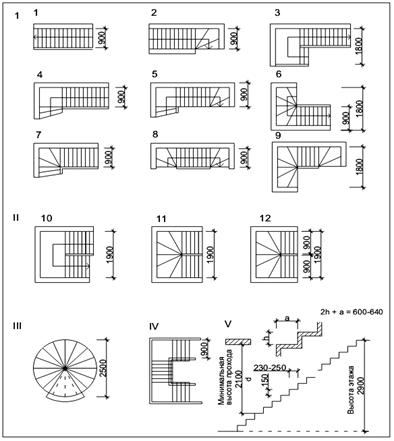 1 1 2 3
900 900 1800
4 5 6
900 900 900 1800
7 8 9
900 900 1800
II 10 11 12
1900 1900 900 900 1900
III IV V
2h + a = 600-640
a
h
900
2500
230-250
150
d
Минимальная
высота прохода
2100
Высота этажа
2900